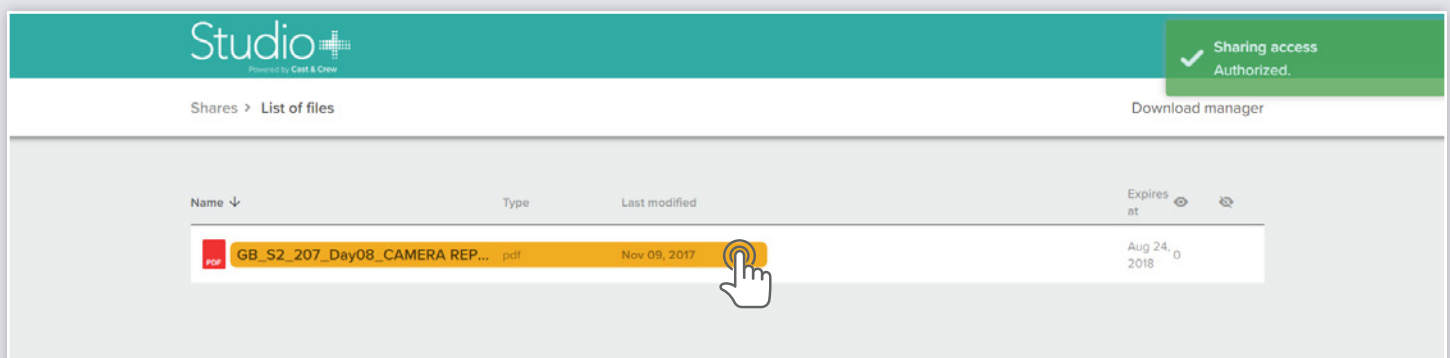 Studio+
Powered by Cast & Crew
Sharing access
Authorized.
Shares > List of files
Download manager
Name ↓ Type Last modified Expires at
PDF GB_S2_207_Day08_CAMERA REP... pdf Nov 09, 2017 Aug 24, 2018 0